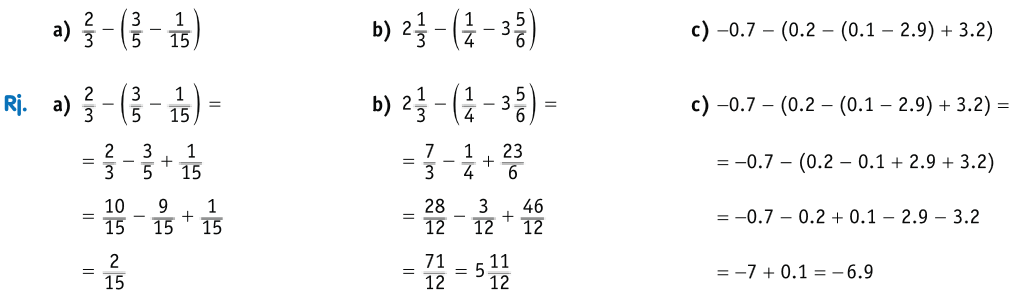 a) 2/3 − (3/5 − 1/15) b) 2 1/3 − (1/4 − 3 5/6) c) −0.7 − (0.2 − (0.1 − 2.9) + 3.2)
Rj. a) 2/3 − (3/5 − 1/15) = b) 2 1/3 − (1/4 − 3 5/6) = c) −0.7 − (0.2 − (0.1 − 2.9) + 3.2) =
= 2/3 − 3/5 + 1/15 = 7/3 − 1/4 + 23/6 = −0.7 − (0.2 − 0.1 + 2.9 + 3.2)
= 10/15 − 9/15 + 1/15 = 28/12 − 3/12 + 46/12 = −0.7 − 0.2 + 0.1 − 2.9 − 3.2
= 2/15 = 71/12 = 5 11/12 = −7 + 0.1 = −6.9